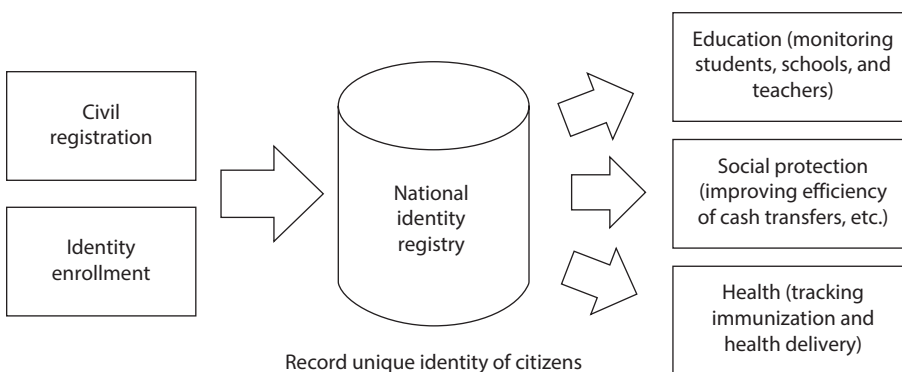 Civil
registration
Identity
enrollment
National
identity
registry
Record unique identity of citizens
Education (monitoring
students, schools, and
teachers)
Social protection
(improving efficiency
of cash transfers, etc.)
Health (tracking
immunization and
health delivery)